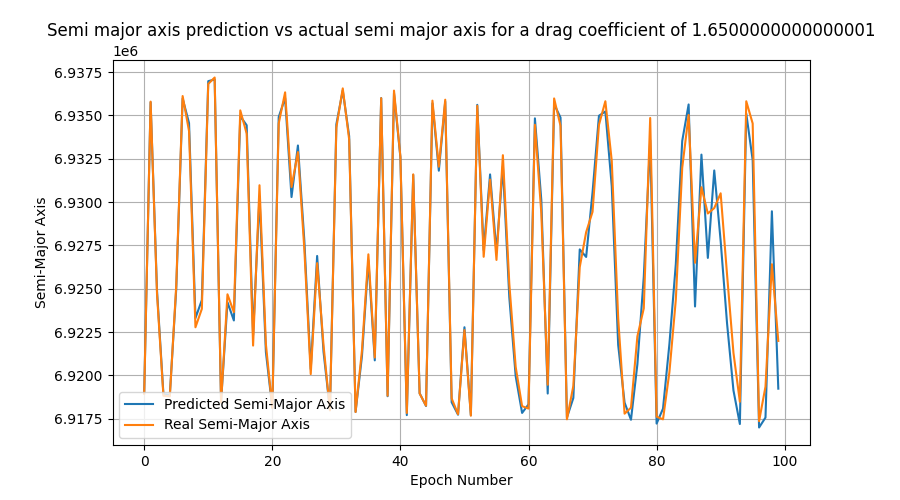 Semi major axis prediction vs actual semi major axis for a drag coefficient of 1.6500000000000001
1e6
6.9375
6.9350
6.9325
6.9300
6.9275
6.9250
6.9225
6.9200
6.9175
Semi-Major Axis
Predicted Semi-Major Axis
Real Semi-Major Axis
0 20 40 60 80 100
Epoch Number